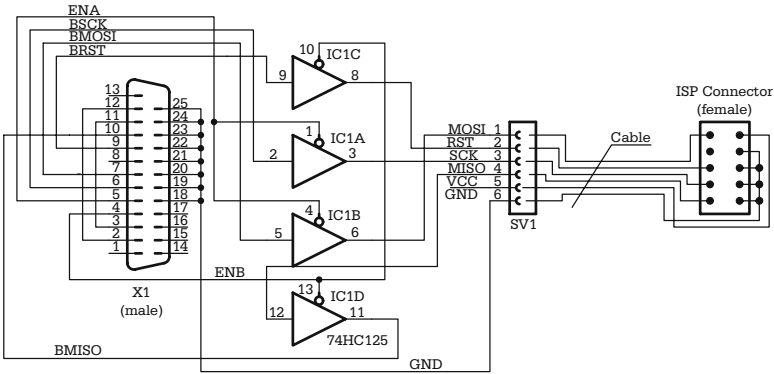 ENA
BSCK
BMOSI
BRST
10 IC1C
9 8
13
12 25
11 24
10 23
9 22
8 21
7 20
6 19
5 18
4 17
3 16
2 15
1 14
X1
(male)
1 IC1A
2 3
4 IC1B
5 6
ENB
13 IC1D
12 11
74HC125
BMISO
GND
MOSI 1
RST 2
SCK 3
MISO 4
VCC 5
GND 6
SV1
Cable
ISP Connector
(female)